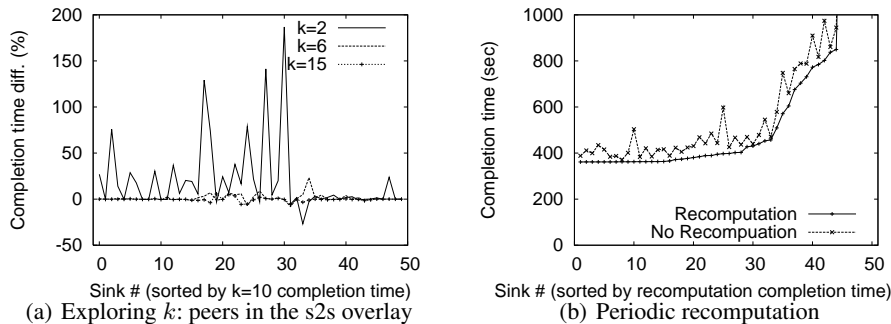 200
150
100
50
0
-50
0 10 20 30 40 50
Completion time diff. (%)
Sink # (sorted by k=10 completion time)
k=2
k=6
k=15
(a) Exploring k: peers in the s2s overlay
1000
800
600
400
200
0
0 10 20 30 40 50
Completion time (sec)
Sink # (sorted by recomputation completion time)
Recomputation
No Recompuation
(b) Periodic recomputation